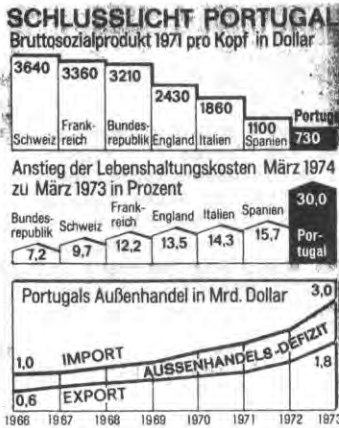 SCHLUSSLICHT PORTUGAL
Bruttosozialprodukt 1971 pro Kopf in Dollar
3640 3360 3210 2430 1860 1100 730
Schweiz Frank-reich Bundes-republik England Italien Spanien Portugal
Anstieg der Lebenshaltungskosten März 1974
zu März 1973 in Prozent
Bundes-republik Schweiz Frank-reich England Italien Spanien Por-tugal
7,2 9,7 12,2 13,5 14,3 15,7 30,0
Portugals Außenhandel in Mrd. Dollar
3,0
1,0 IMPORT
AUSSENHANDELS-DEFIZIT
1,8
0,6 EXPORT
1966 1967 1968 1969 1970 1971 1972 1973